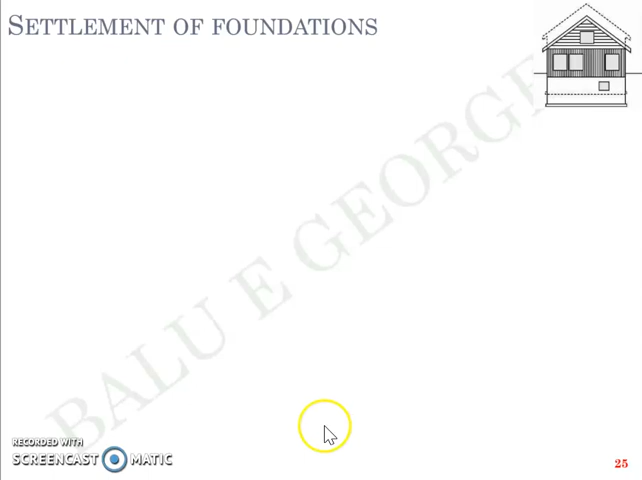 SETTLEMENT OF FOUNDATIONS
BALU E GEORGE
RECORDED WITH
SCREENCAST MATIC
25